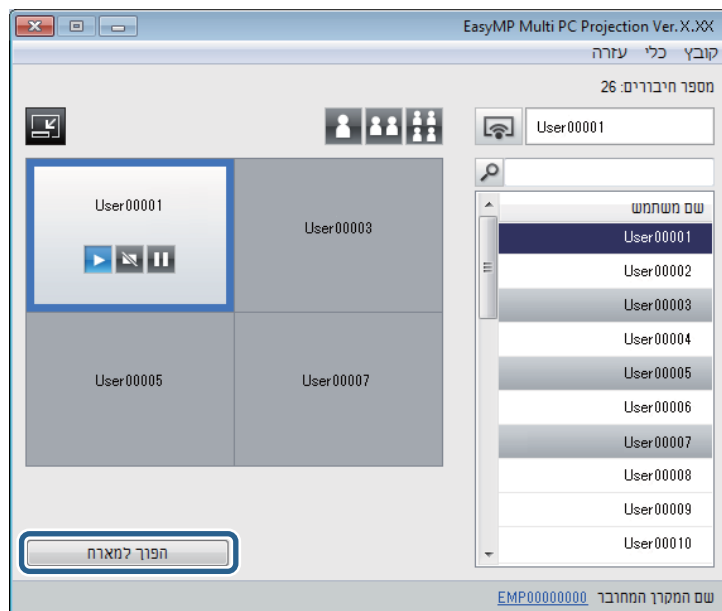 EasyMP Multi PC Projection Ver.X.XX
קובץ כלי עזרה
מספר חיבורים: 26
User00001
שם משתמש
User00001
User00002
User00003
User00004
User00005
User00006
User00007
User00008
User00009
User00010
User00001
User00003
User00005
User00007
הפוך למארח
שם המקרן המחובר EMP00000000